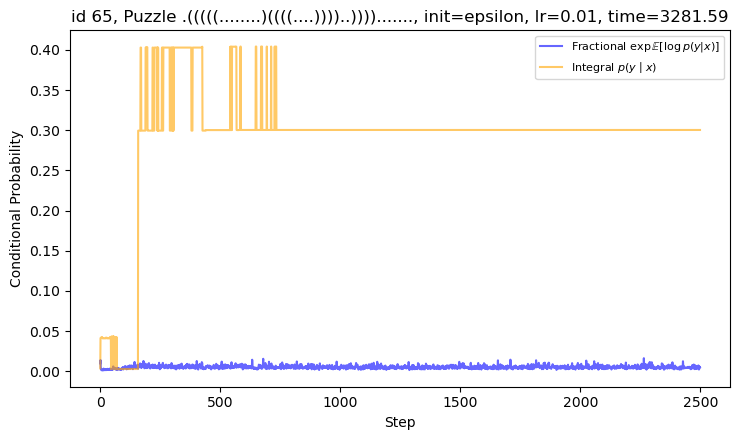 id 65, Puzzle .(((((........)((((....))))..))))......., init=epsilon, lr=0.01, time=3281.59
Fractional exp𝔼[log p(y|x)]
Integral p(y | x)
Conditional Probability
0.40
0.35
0.30
0.25
0.20
0.15
0.10
0.05
0.00
0 500 1000 1500 2000 2500
Step